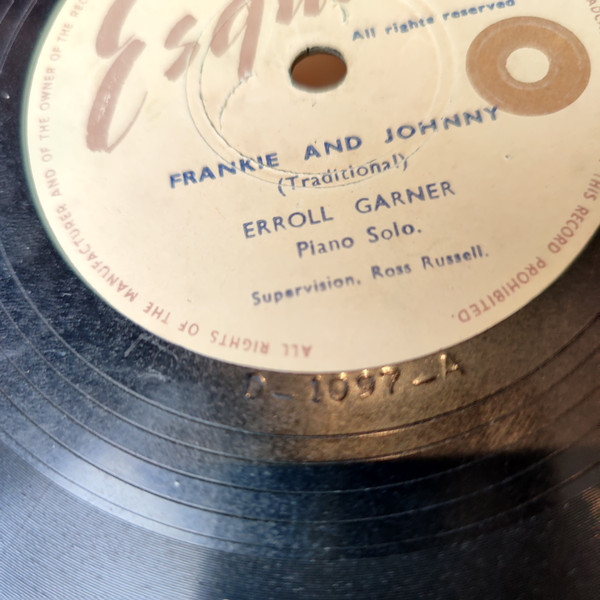 Esqu
All rights reserved
FRANKIE AND JOHNNY
(Traditional)
ERROLL GARNER
Piano Solo.
Supervision, Ross Russell.
ALL RIGHTS OF THE MANUFACTURER AND OF THE OWNER OF THE REC
THIS RECORD PROHIBITED.
D-1097-A